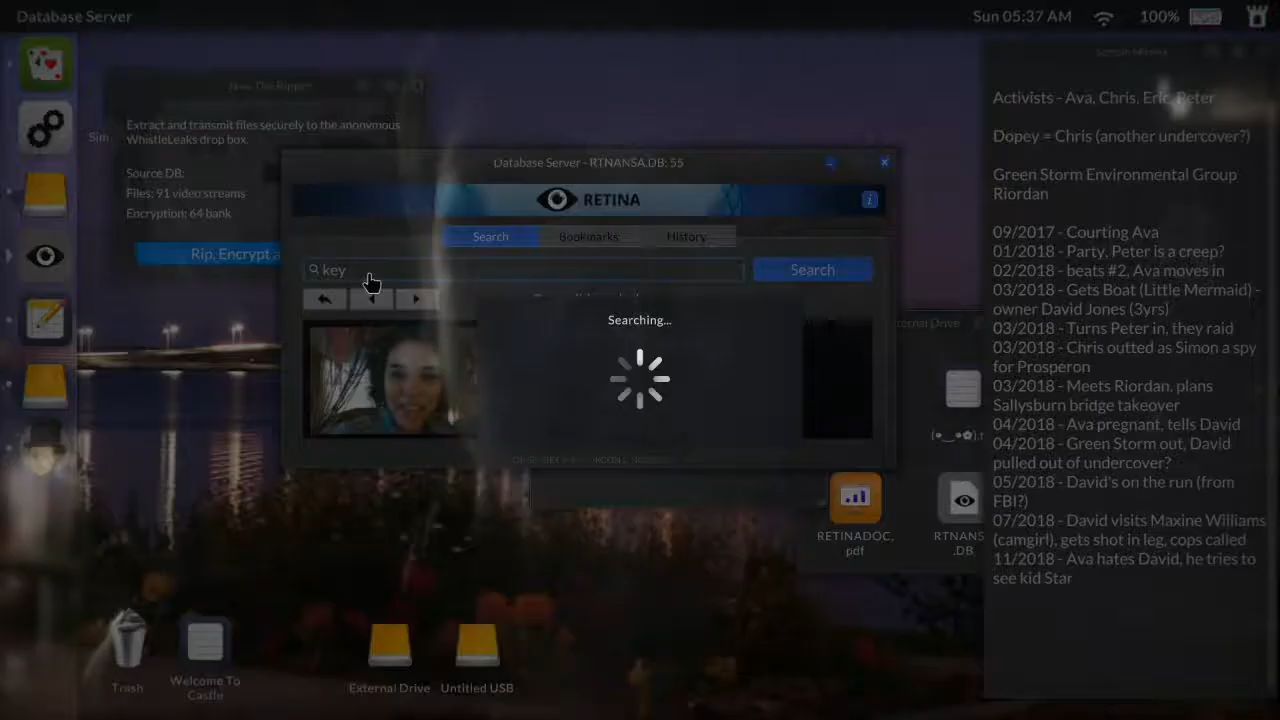 Database Server
Sun 05:37 AM
100%
Sim
Extract and transmit files securely to the anonymous
WhistleLeaks drop box.
Source DB:
Files: 91 video streams
Encryption: 64 bank
Rip, Encrypt a
Database Server - RTNANSA.DB: 55
RETINA
i
Search
Bookmarks
History
key
Search
Searching...
ernal Drive
RETINADOC.
pdf
RTNANS
.DB
Trash
Welcome To
Castle
External Drive
Untitled USB
Activists - Ava, Chris, Eric, Peter
Dopey = Chris (another undercover?)
Green Storm Environmental Group
Riordan
09/2017 - Courting Ava
01/2018 - Party, Peter is a creep?
02/2018 - beats #2, Ava moves in
03/2018 - Gets Boat (Little Mermaid) -
owner David Jones (3yrs)
03/2018 - Turns Peter in, they raid
03/2018 - Chris outted as Simon a spy
for Prosperon
03/2018 - Meets Riordan, plans
Sallysburn bridge takeover
04/2018 - Ava pregnant, tells David
04/2018 - Green Storm out, David
pulled out of undercover?
05/2018 - David's on the run (from
FBI?)
07/2018 - David visits Maxine Williams
(camgirl), gets shot in leg, cops called
11/2018 - Ava hates David, he tries to
see kid Star